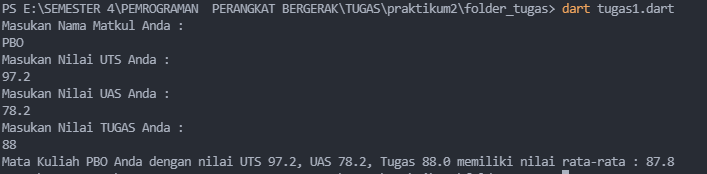 PS E:\SEMESTER 4\PEMROGRAMAN  PERANGKAT BERGERAK\TUGAS\praktikum2\folder_tugas> dart tugas1.dart
Masukan Nama Matkul Anda :
PBO
Masukan Nilai UTS Anda :
97.2
Masukan Nilai UAS Anda :
78.2
Masukan Nilai TUGAS Anda :
88
Mata Kuliah PBO Anda dengan nilai UTS 97.2, UAS 78.2, Tugas 88.0 memiliki nilai rata-rata : 87.8